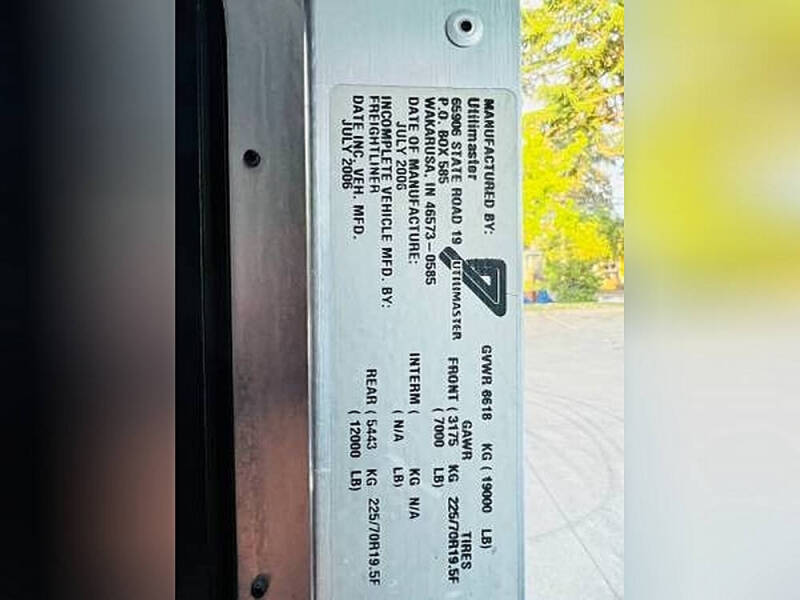 MANUFACTURED BY:
Utilimaster
65906 STATE ROAD 19
P.O. BOX 585
WAKARUSA, IN 46573-0585
DATE OF MANUFACTURE:
JULY 2006
INCOMPLETE VEHICLE MFD. BY:
FREIGHTLINER
DATE INC. VEH. MFD.
JULY 2006
UTILIMASTER
GVWR 8618 KG ( 19000 LB)
GAWR TIRES
FRONT ( 3175 KG 225/70R19.5F
( 7000 LB)
INTERM ( KG N/A
( N/A LB)
REAR ( 5443 KG 225/70R19.5F
( 12000 LB)